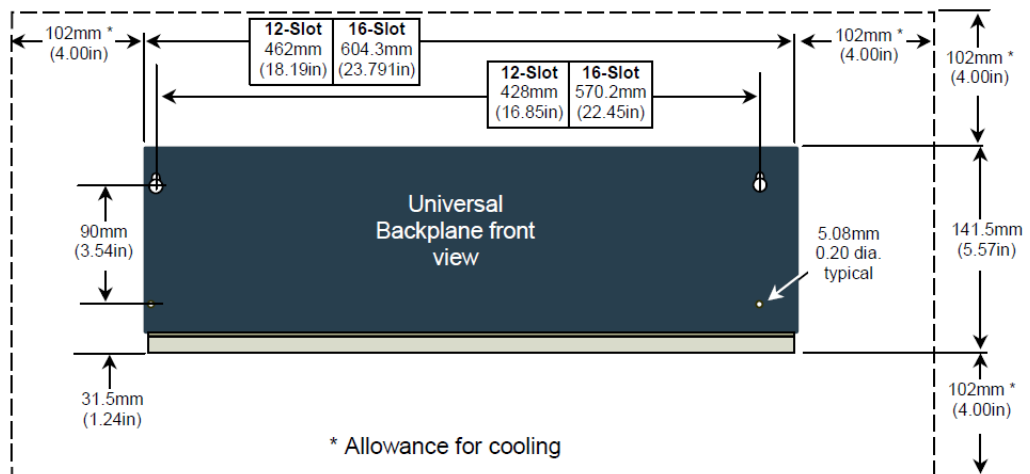 102mm *
(4.00in)
12-Slot
462mm
(18.19in)
16-Slot
604.3mm
(23.791in)
102mm *
(4.00in)
102mm *
(4.00in)
12-Slot
428mm
(16.85in)
16-Slot
570.2mm
(22.45in)
90mm
(3.54in)
Universal
Backplane front
view
5.08mm
0.20 dia.
typical
141.5mm
(5.57in)
31.5mm
(1.24in)
102mm *
(4.00in)
* Allowance for cooling